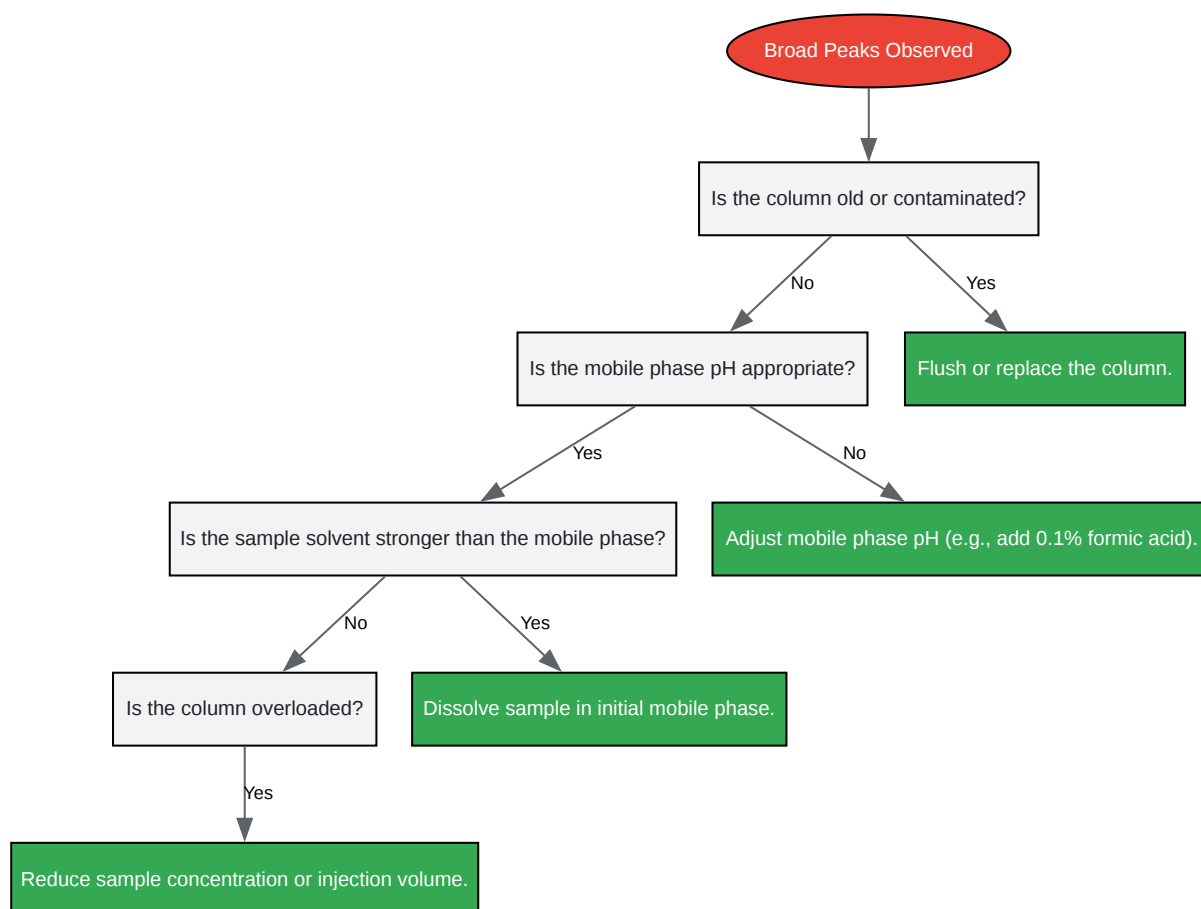 Broad Peaks Observed
Is the column old or contaminated?
No
Yes
Is the mobile phase pH appropriate?
Flush or replace the column.
Yes
No
Is the sample solvent stronger than the mobile phase?
Adjust mobile phase pH (e.g., add 0.1% formic acid).
No
Yes
Is the column overloaded?
Dissolve sample in initial mobile phase.
Yes
Reduce sample concentration or injection volume.